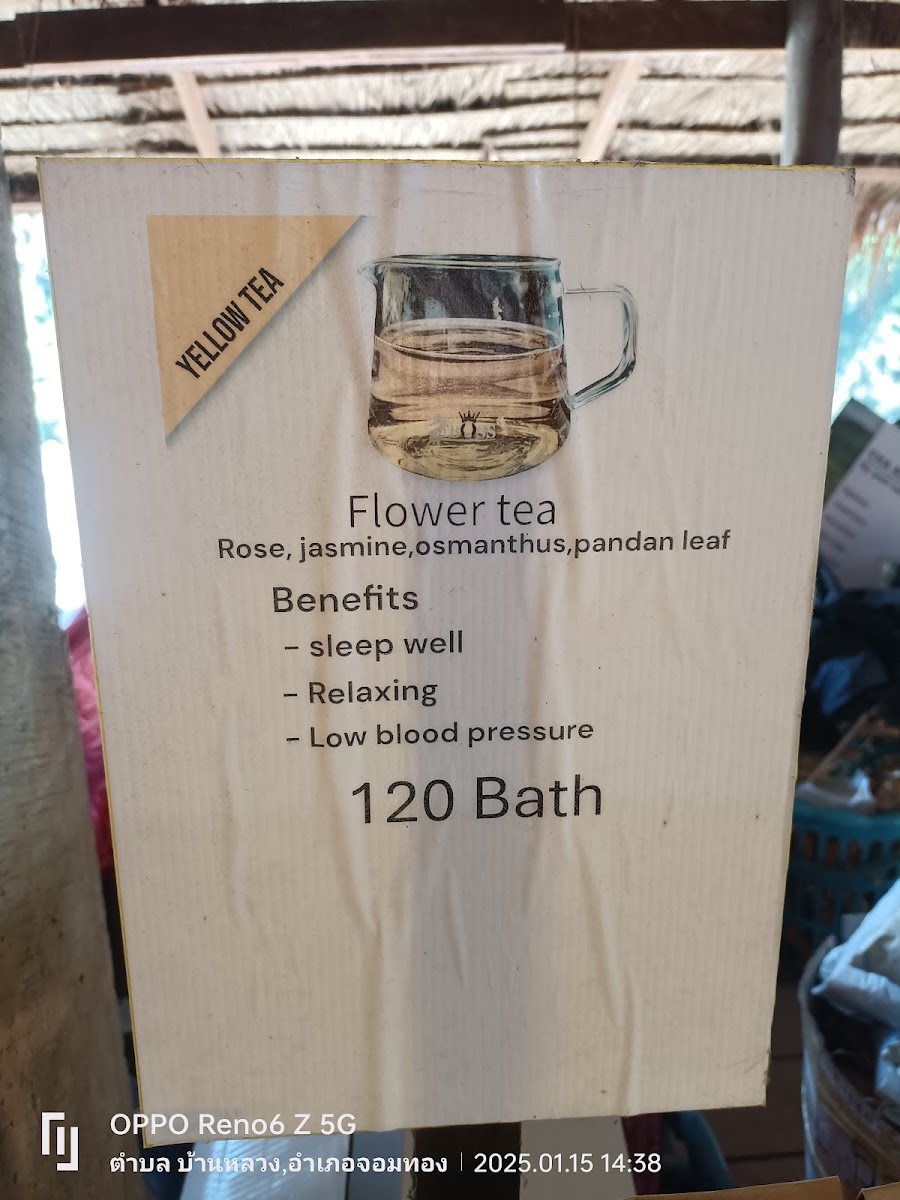 YELLOW TEA
Flower tea
Rose, jasmine,osmanthus,pandan leaf
Benefits
- sleep well
- Relaxing
- Low blood pressure
120 Bath
OPPO Reno6 Z 5G
ตำบล บ้านหลวง,อำเภอจอมทอง | 2025.01.15 14:38